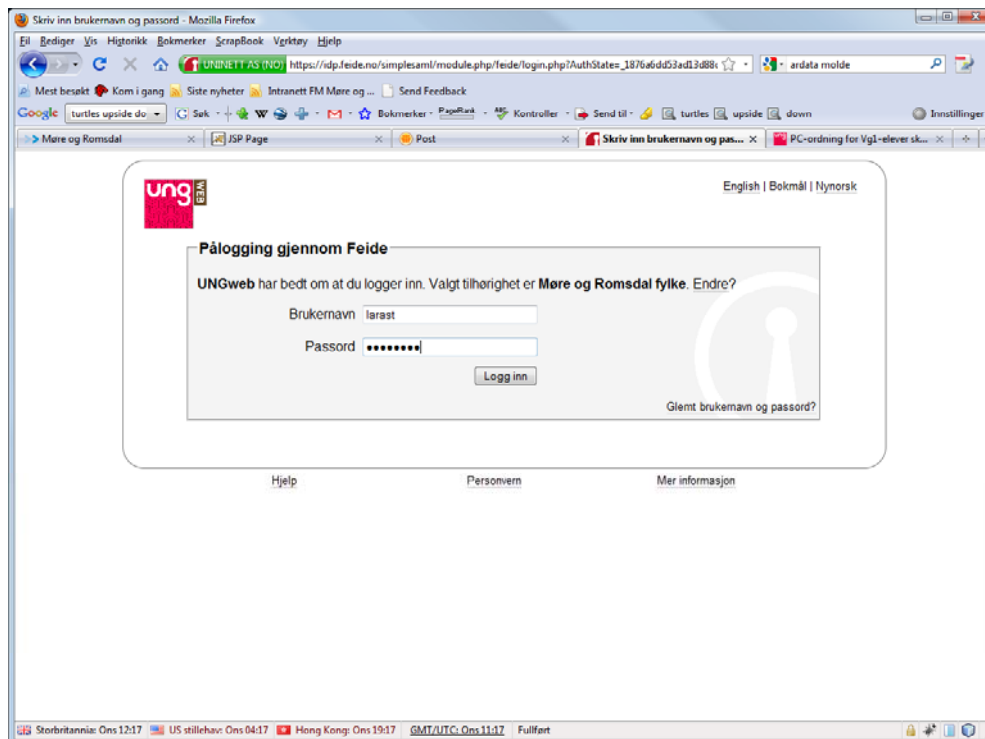 Skriv inn brukernavn og passord - Mozilla Firefox
Fil Rediger Vis Historikk Bokmerker ScrapBook Verktøy Hjelp
UNINETT AS (NO) https://idp.feide.no/simplesaml/module.php/feide/login.php?AuthState=_1876a6dd53ad13d88c ardata molde
Mest besøkt Kom i gang Siste nyheter Intranett FM Møre og ... Send Feedback
Google turtles upside do Søk Bokmerker PageRank Kontroller Send til turtles upside down Innstillinger
Møre og Romsdal JSP Page Post Skriv inn brukernavn og pas... PC-ordning for Vg1-elever sk...
ung WEB
English | Bokmål | Nynorsk
Pålogging gjennom Feide
UNGweb har bedt om at du logger inn. Valgt tilhørighet er Møre og Romsdal fylke. Endre?
Brukernavn larast
Passord ••••••••
Logg inn
Glemt brukernavn og passord?
Hjelp Personvern Mer informasjon
Storbritannia: Ons 12:17 US stillehav: Ons 04:17 Hong Kong: Ons 19:17 GMT/UTC: Ons 11:17 Fullført